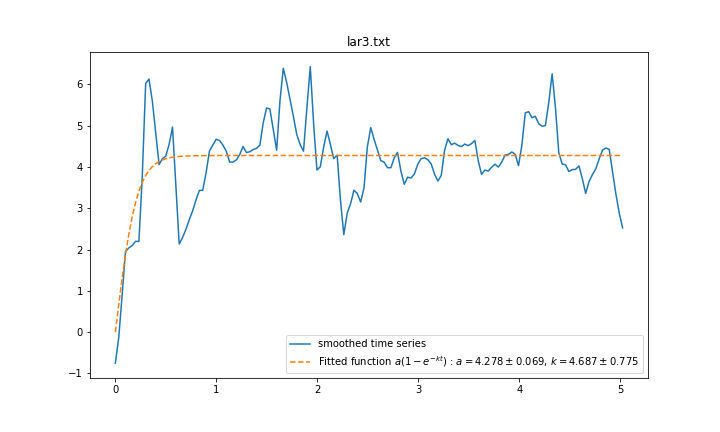 lar3.txt
6
5
4
3
2
1
0
−1
0 1 2 3 4 5
smoothed time series
Fitted function a(1 − e^{−kt}) : a = 4.278 ± 0.069, k = 4.687 ± 0.775